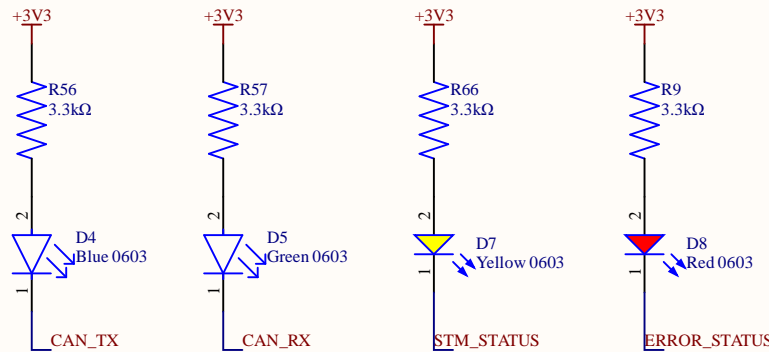 +3V3 +3V3 +3V3 +3V3
R56 R57 R66 R9
3.3kΩ 3.3kΩ 3.3kΩ 3.3kΩ
2 2 2 2
D4 D5 D7 D8
Blue 0603 Green 0603 Yellow 0603 Red 0603
1 1 1 1
CAN_TX CAN_RX STM_STATUS ERROR_STATUS